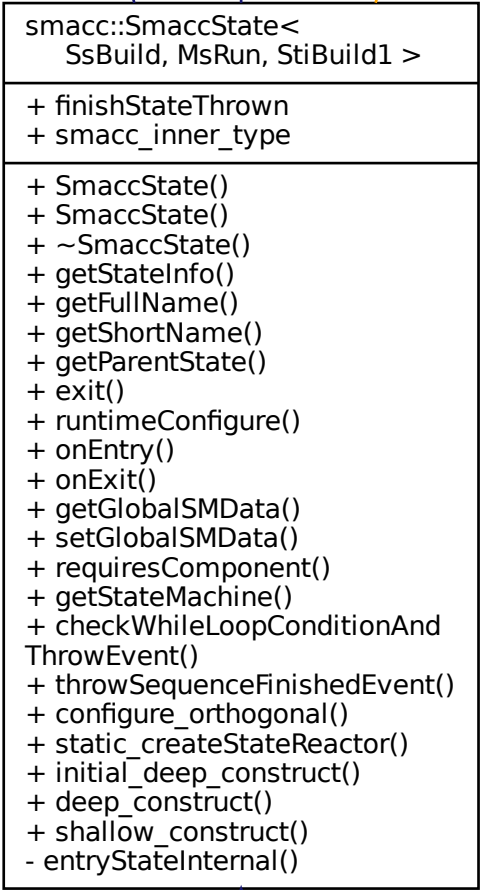 smacc::SmaccState<
SsBuild, MsRun, StiBuild1 >
+ finishStateThrown
+ smacc_inner_type
+ SmaccState()
+ SmaccState()
+ ~SmaccState()
+ getStateInfo()
+ getFullName()
+ getShortName()
+ getParentState()
+ exit()
+ runtimeConfigure()
+ onEntry()
+ onExit()
+ getGlobalSMData()
+ setGlobalSMData()
+ requiresComponent()
+ getStateMachine()
+ checkWhileLoopConditionAnd
ThrowEvent()
+ throwSequenceFinishedEvent()
+ configure_orthogonal()
+ static_createStateReactor()
+ initial_deep_construct()
+ deep_construct()
+ shallow_construct()
- entryStateInternal()